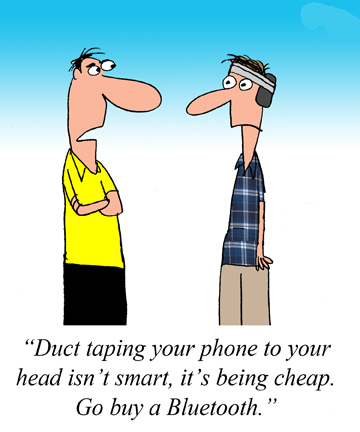 “Duct taping your phone to your
head isn’t smart, it’s being cheap.
Go buy a Bluetooth.”